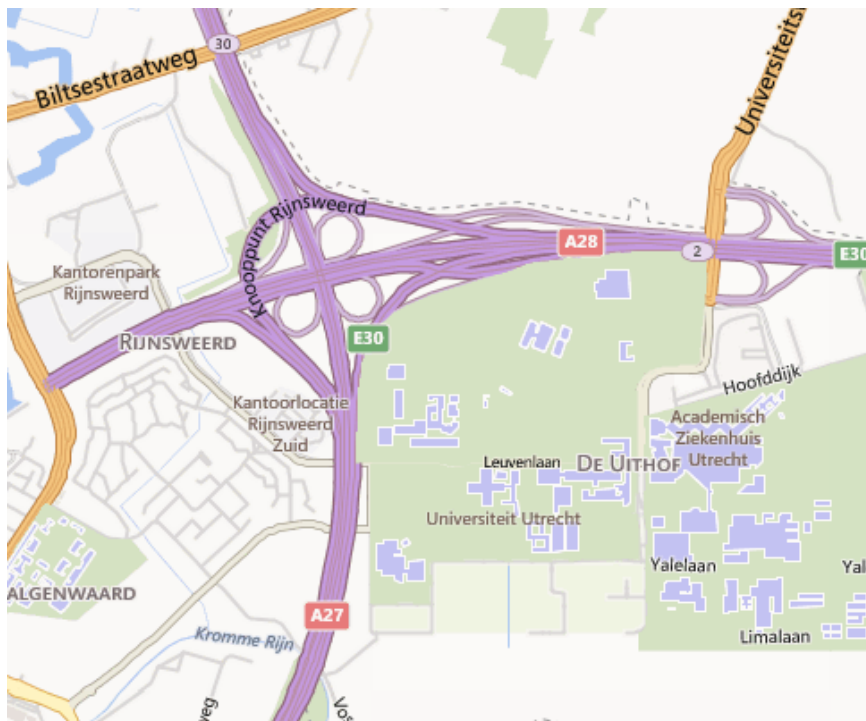 30
Biltsestraatweg
Universiteits
Knooppunt Rijnsweerd
A28
2
E30
Kantorenpark
Rijnsweerd
RIJNSWEERD
E30
Hoofddijk
Kantoorlocatie
Rijnsweerd
Zuid
Academisch
Ziekenhuis
Utrecht
Leuvenlaan
DE UITHOF
Universiteit Utrecht
Yalelaan
Yal
ALGENWAARD
A27
Kromme Rijn
Limalaan
weg
Vos